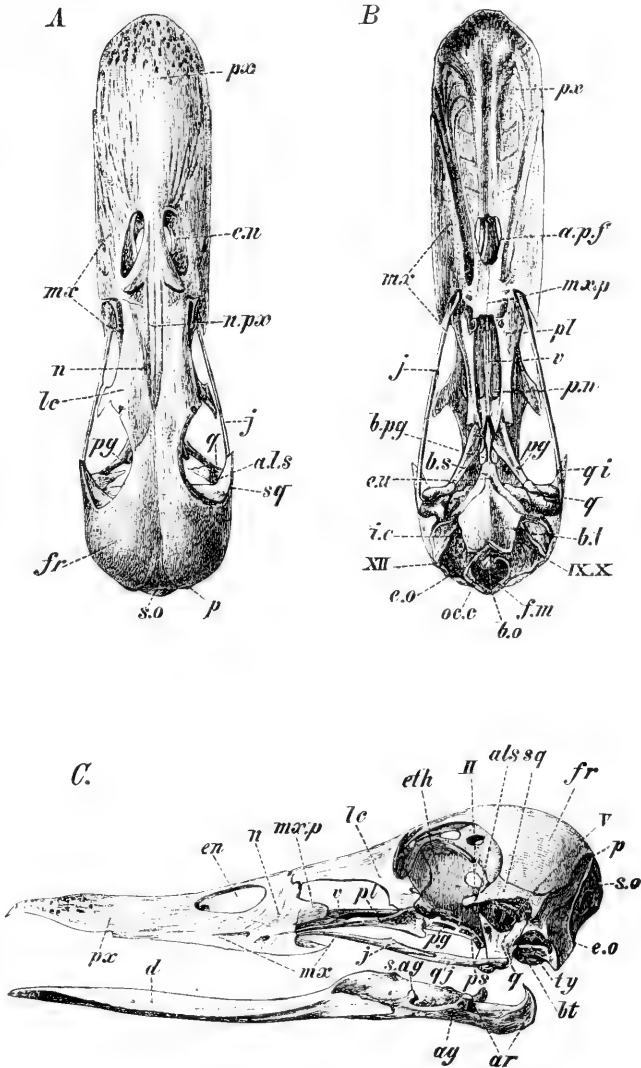 A
px
e.n
mx
n.px
n
lc
j
pg
q
al.s
sq
fr
s.o
p
B
px
a.p.f
mx
mx.p
pl
v
j
p.n
b.pg
pg
b.s
e.u
q i
q
i.c
b.t
XII
IX.X
e.o
oc.c
f.m
b.o
C.
eth
II
als sq
fr
lc
mx.p
n
en
V
p
s.o
v
pl
pg
px
mx
j
e.o
d
s.ag
qj
ps
q
ty
bt
ag
ar